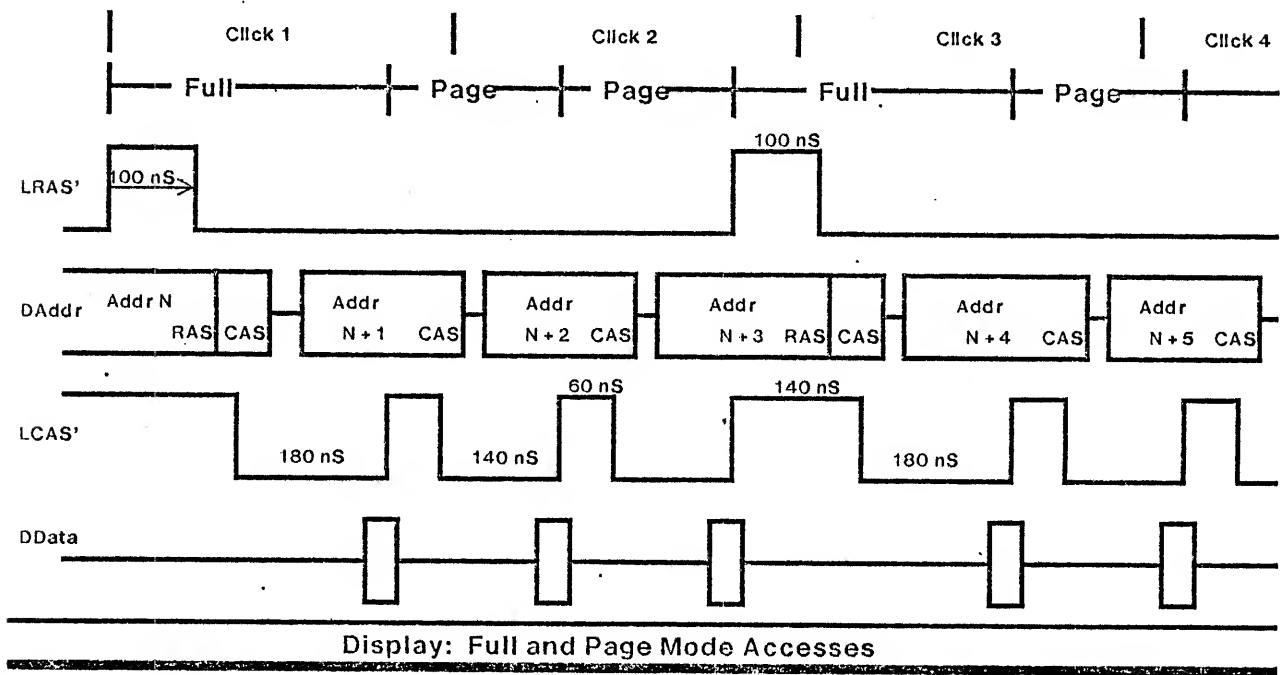 Click 1
Click 2
Click 3
Click 4
Full
Page
Page
Full
Page
LRAS'
100 nS
100 nS
DAddr
Addr N
RAS
CAS
Addr
N + 1
CAS
Addr
N + 2
CAS
Addr
N + 3
RAS
CAS
Addr
N + 4
CAS
Addr
N + 5
CAS
LCAS'
180 nS
140 nS
60 nS
140 nS
180 nS
DData
Display: Full and Page Mode Accesses